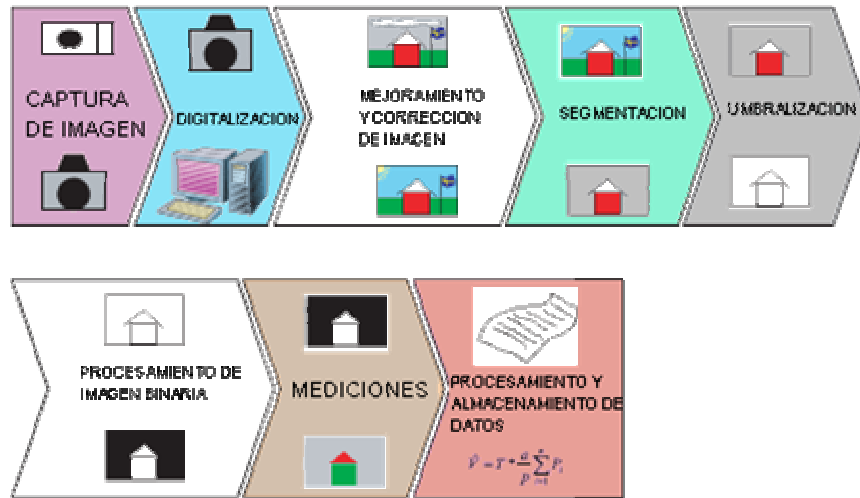 CAPTURA
DE IMAGEN
DIGITALIZACION
MEJORAMIENTO
Y CORRECCION
DE IMAGEN
SEGMENTACION
UMBRALIZACION
PROCESAMIENTO DE
IMAGEN BINARIA
MEDICIONES
PROCESAMIENTO Y
ALMACENAMIENTO DE
DATOS